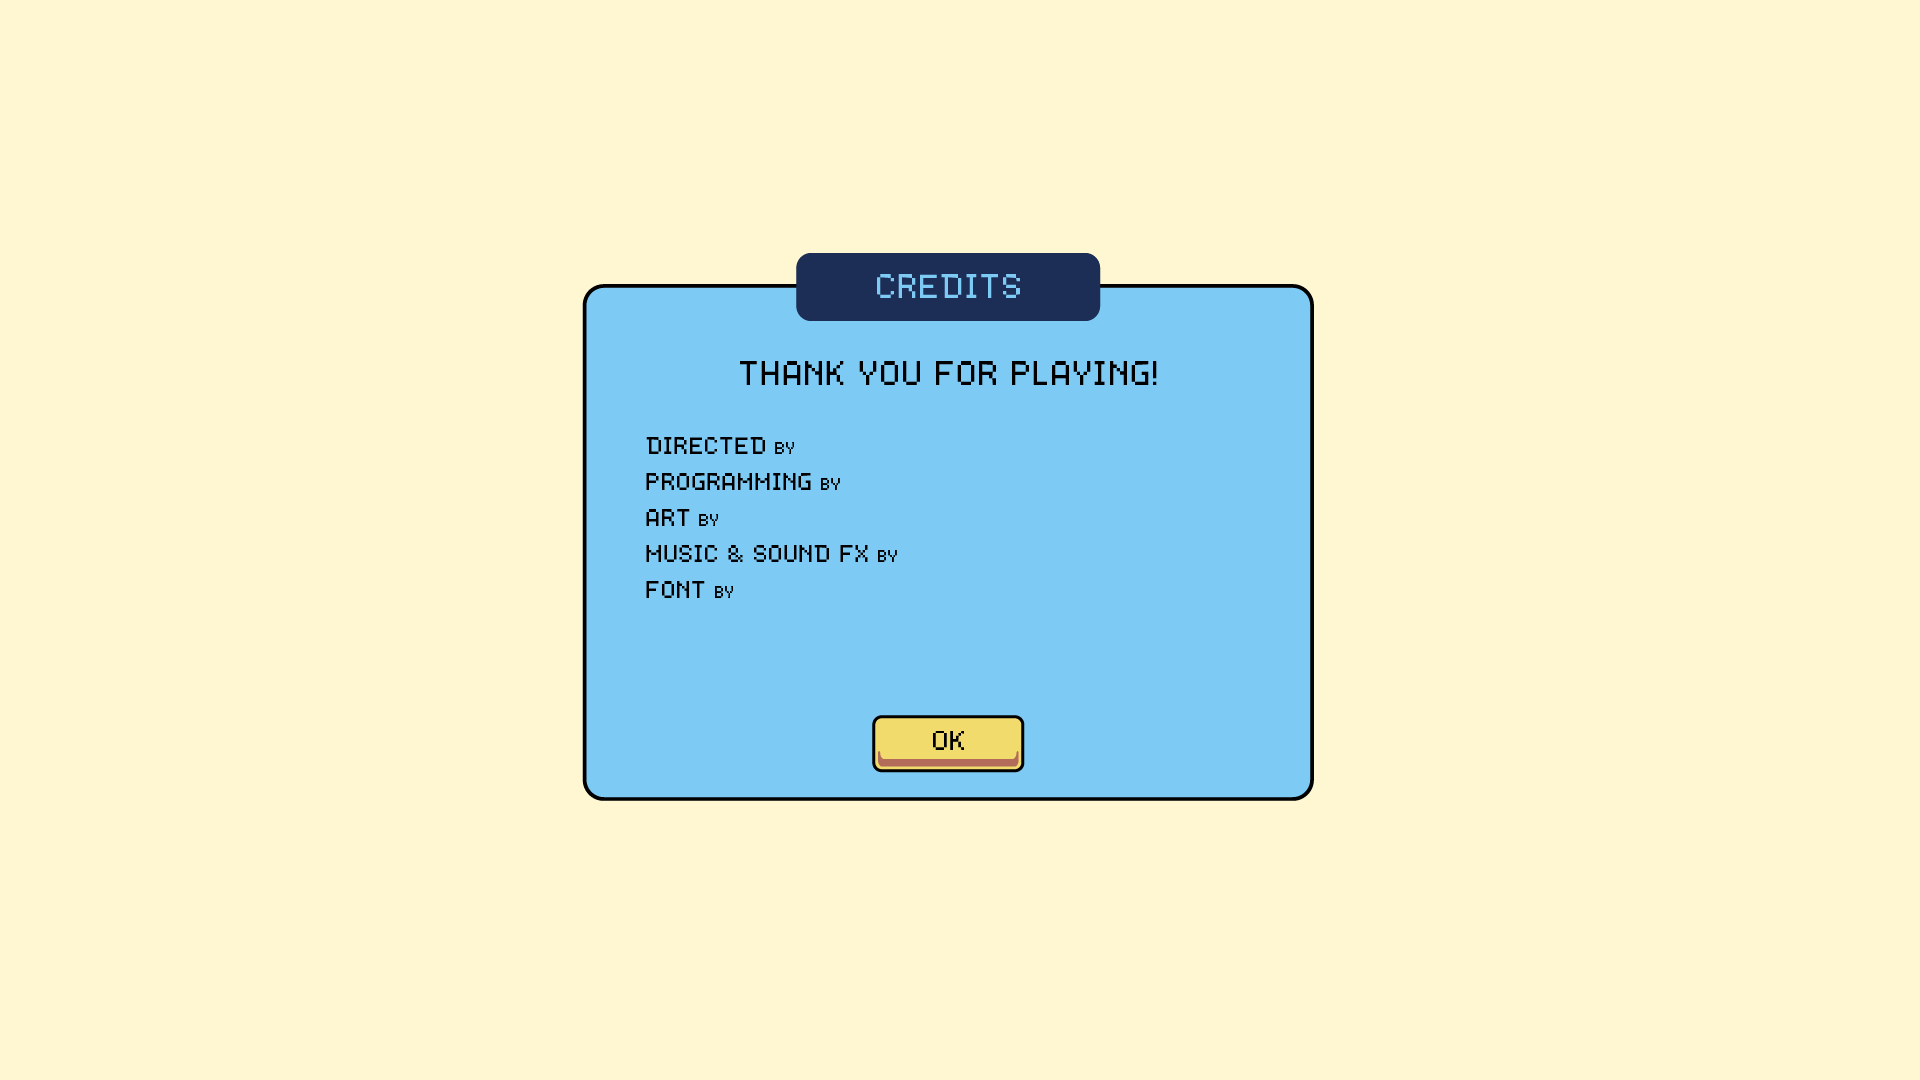 CREDITS
THANK YOU FOR PLAYING!
DIRECTED BY
PROGRAMMING BY
ART BY
MUSIC & SOUND FX BY
FONT BY
OK